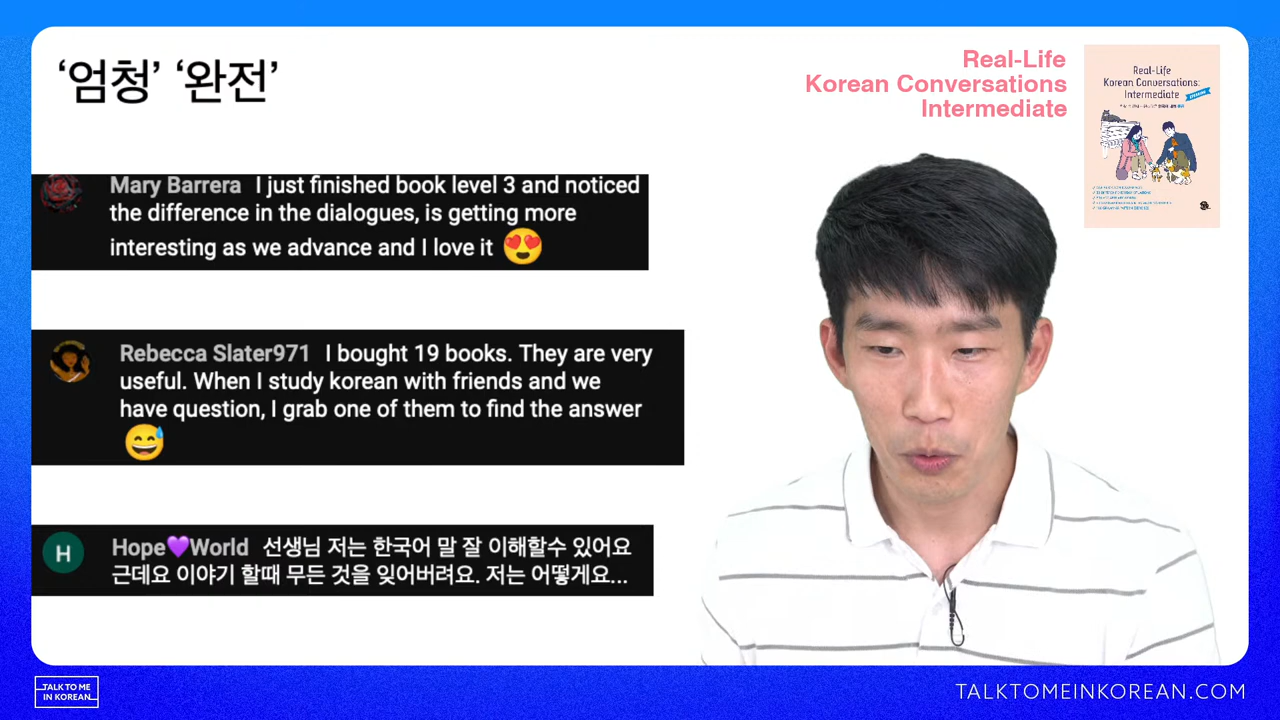 ‘엄청’ ‘완전’
Real-Life
Korean Conversations
Intermediate
Real-Life
Korean Conversations:
Intermediate
Mary Barrera I just finished book level 3 and noticed
the difference in the dialogues, is getting more
interesting as we advance and I love it 😍
Rebecca Slater971 I bought 19 books. They are very
useful. When I study korean with friends and we
have question, I grab one of them to find the answer
😅
H
Hope💜World 선생님 저는 한국어 말 잘 이해할수 있어요
근데요 이야기 할때 무든 것을 잊어버려요. 저는 어떻게요...
TALK TO ME
IN KOREAN
TALKTOMEINKOREAN.COM